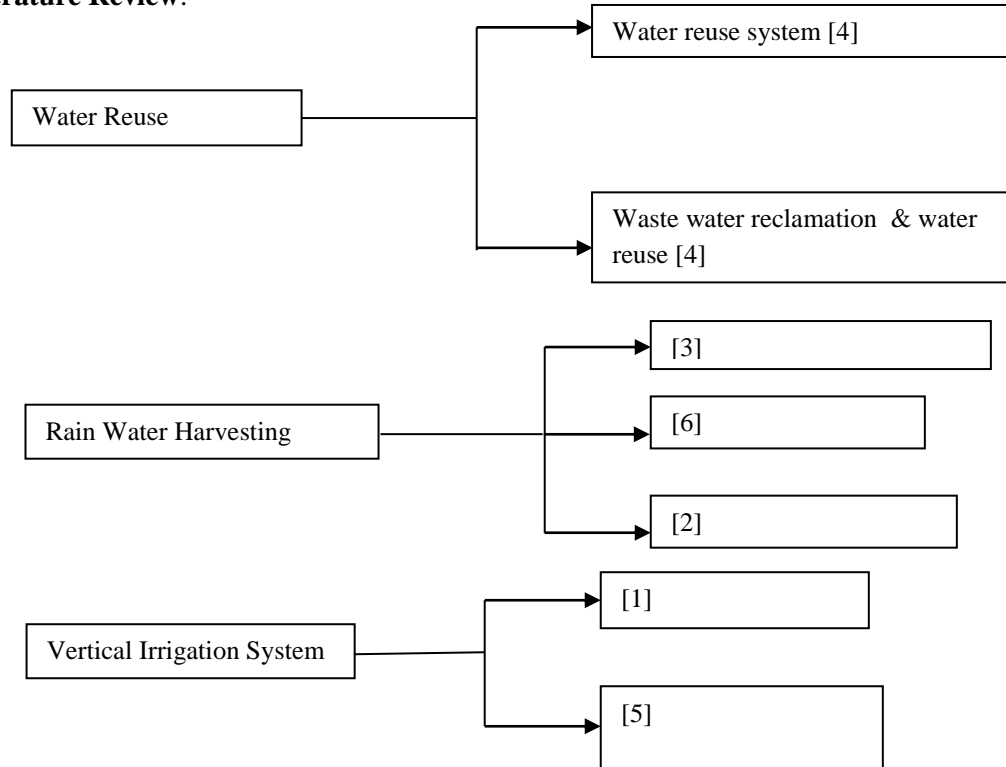 erature Review:
Water reuse system [4]
Water Reuse
Waste water reclamation & water
reuse [4]
[3]
[6]
Rain Water Harvesting
[2]
[1]
Vertical Irrigation System
[5]